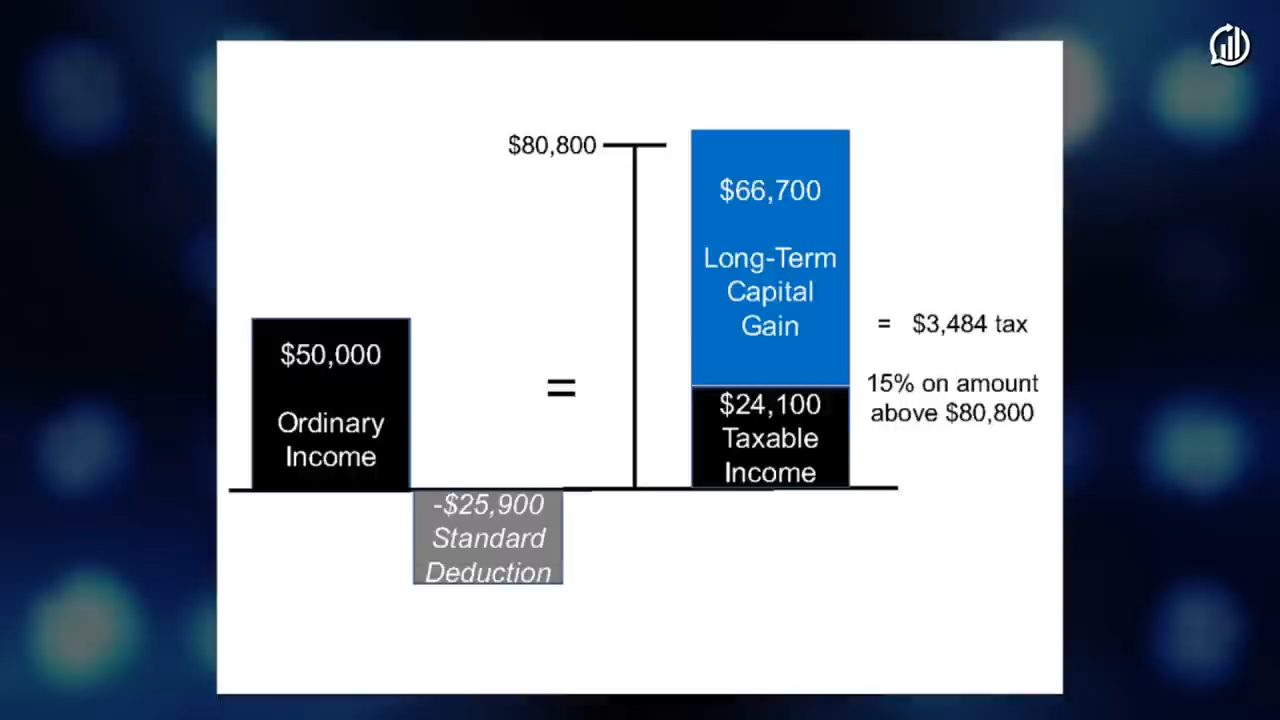 $80,800
$66,700
Long-Term
Capital
Gain
= $3,484 tax
$50,000
15% on amount
above $80,800
=
$24,100
Taxable
Income
Ordinary
Income
-$25,900
Standard
Deduction